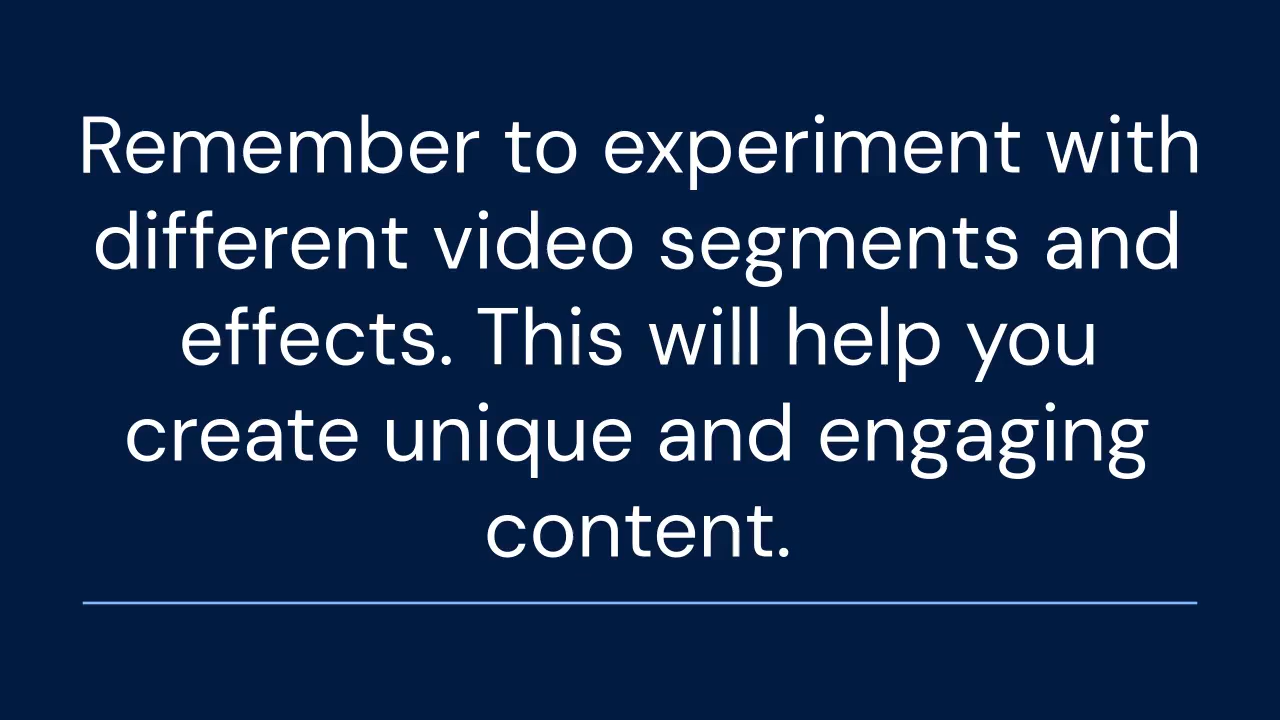 Remember to experiment with
different video segments and
effects. This will help you
create unique and engaging
content.